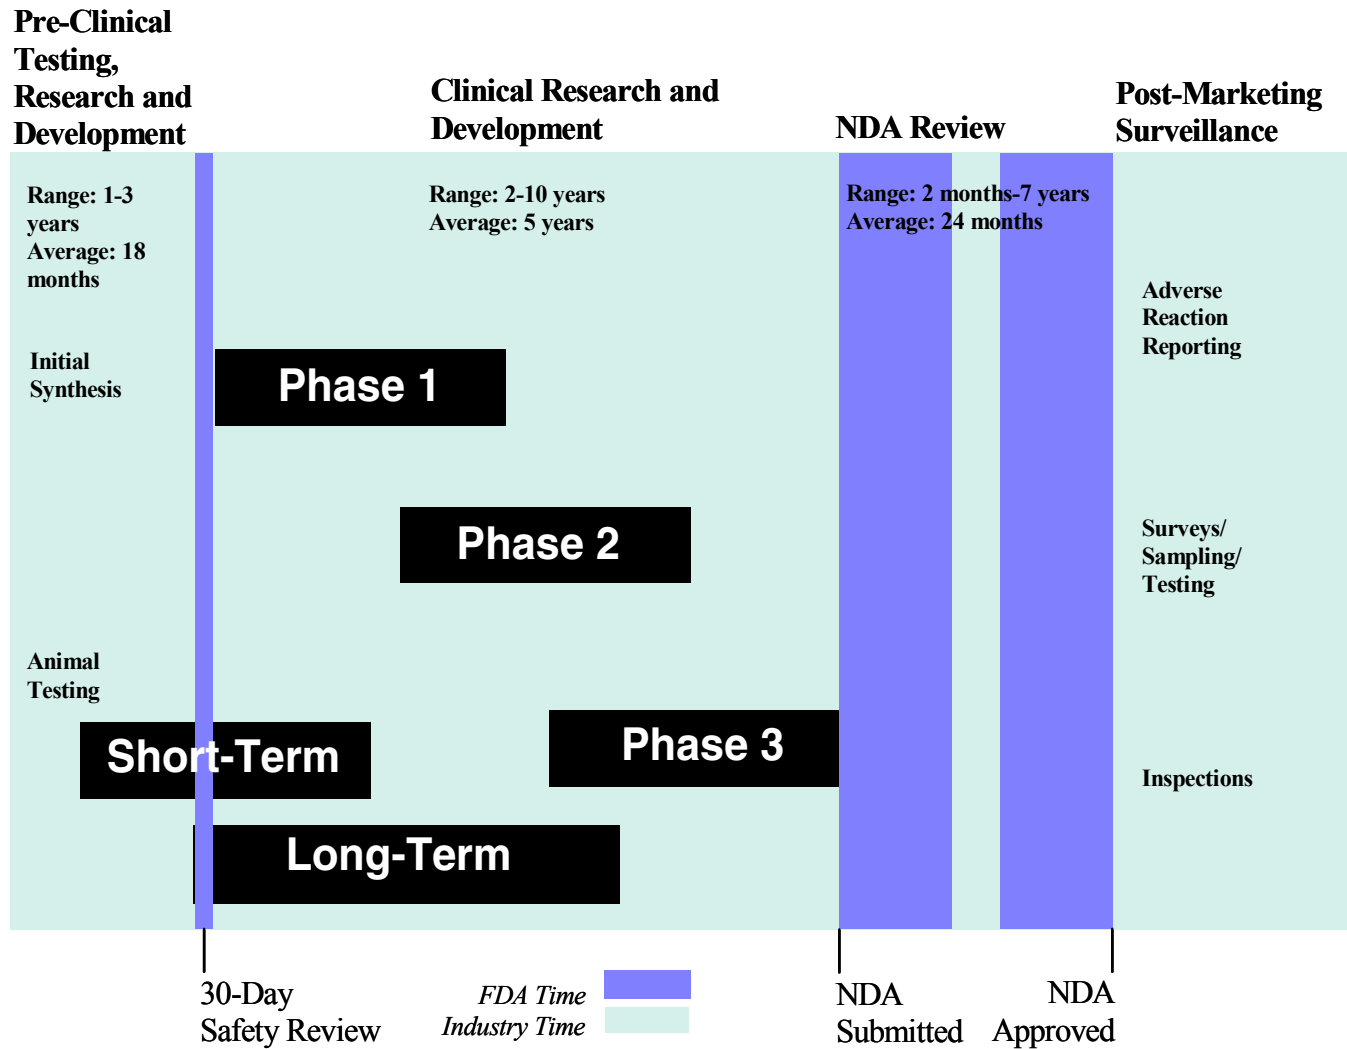 Pre-Clinical
Testing,
Research and
Development
Clinical Research and
Development
NDA Review
Post-Marketing
Surveillance
Range: 1-3
years
Average: 18
months
Range: 2-10 years
Average: 5 years
Range: 2 months-7 years
Average: 24 months
Initial
Synthesis
Phase 1
Adverse
Reaction
Reporting
Phase 2
Surveys/
Sampling/
Testing
Animal
Testing
Short-Term
Phase 3
Inspections
Long-Term
30-Day
Safety Review
FDA Time
Industry Time
NDA
Submitted
NDA
Approved